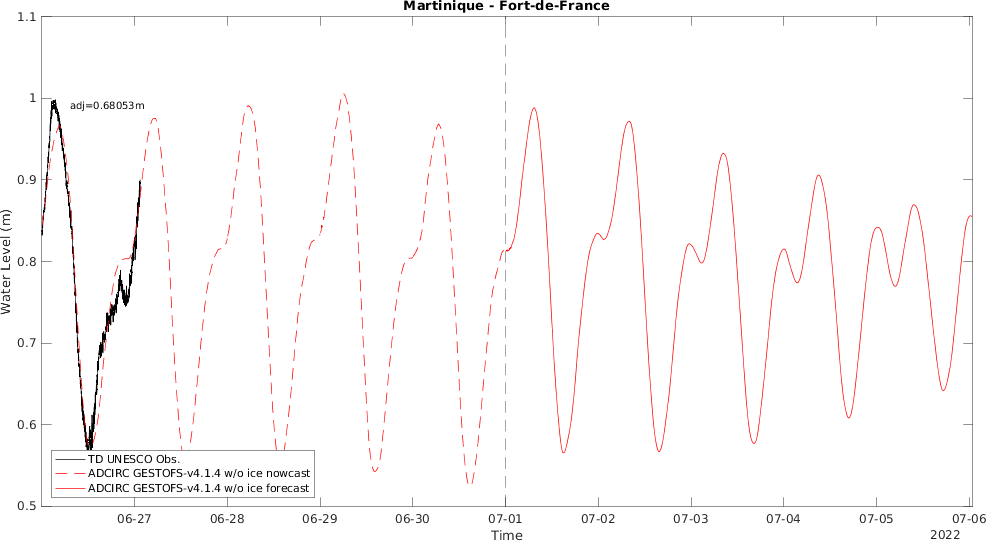 Martinique - Fort-de-France
1.1
1
0.9
0.8
0.7
0.6
0.5
Water Level (m)
adj=0.68053m
TD UNESCO Obs.
ADCIRC GESTOFS-v4.1.4 w/o ice nowcast
ADCIRC GESTOFS-v4.1.4 w/o ice forecast
06-27 06-28 06-29 06-30 07-01 07-02 07-03 07-04 07-05 07-06
Time
2022